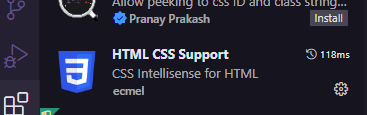 Allow peeking to css ID and class string...
Pranay Prakash
Install
HTML CSS Support
118ms
CSS Intellisense for HTML
ecmel